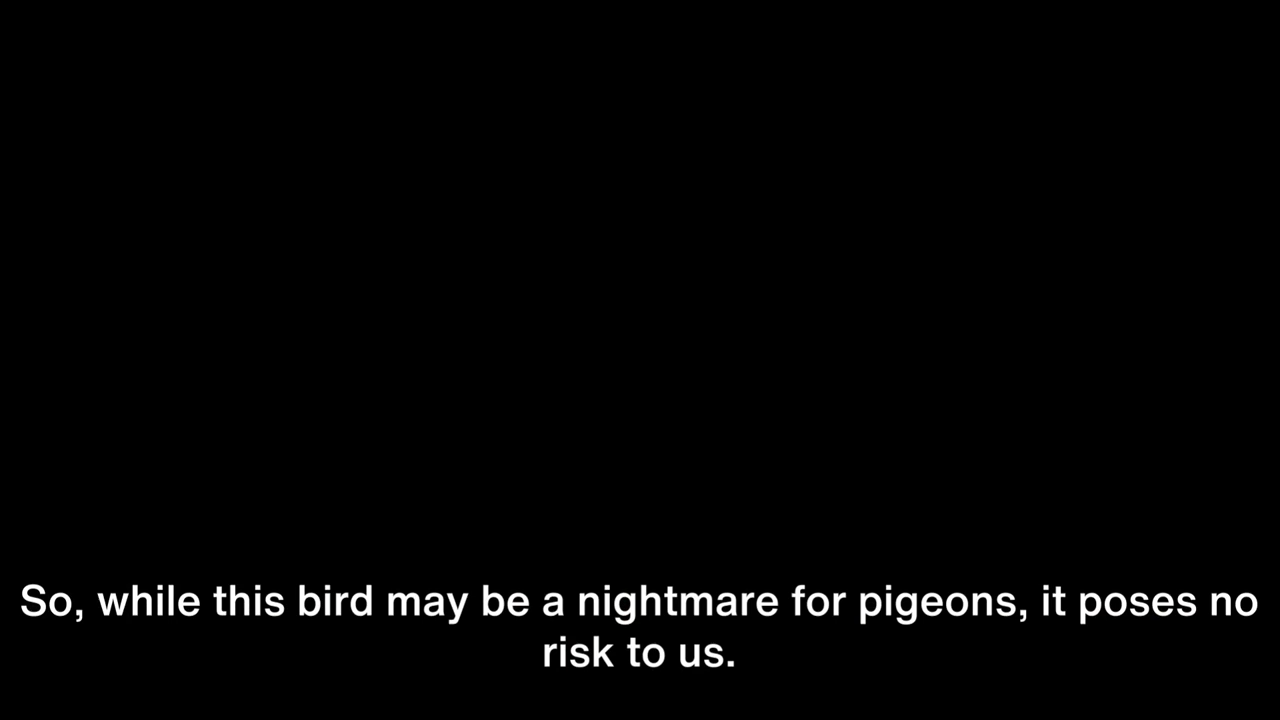 So, while this bird may be a nightmare for pigeons, it poses no
risk to us.